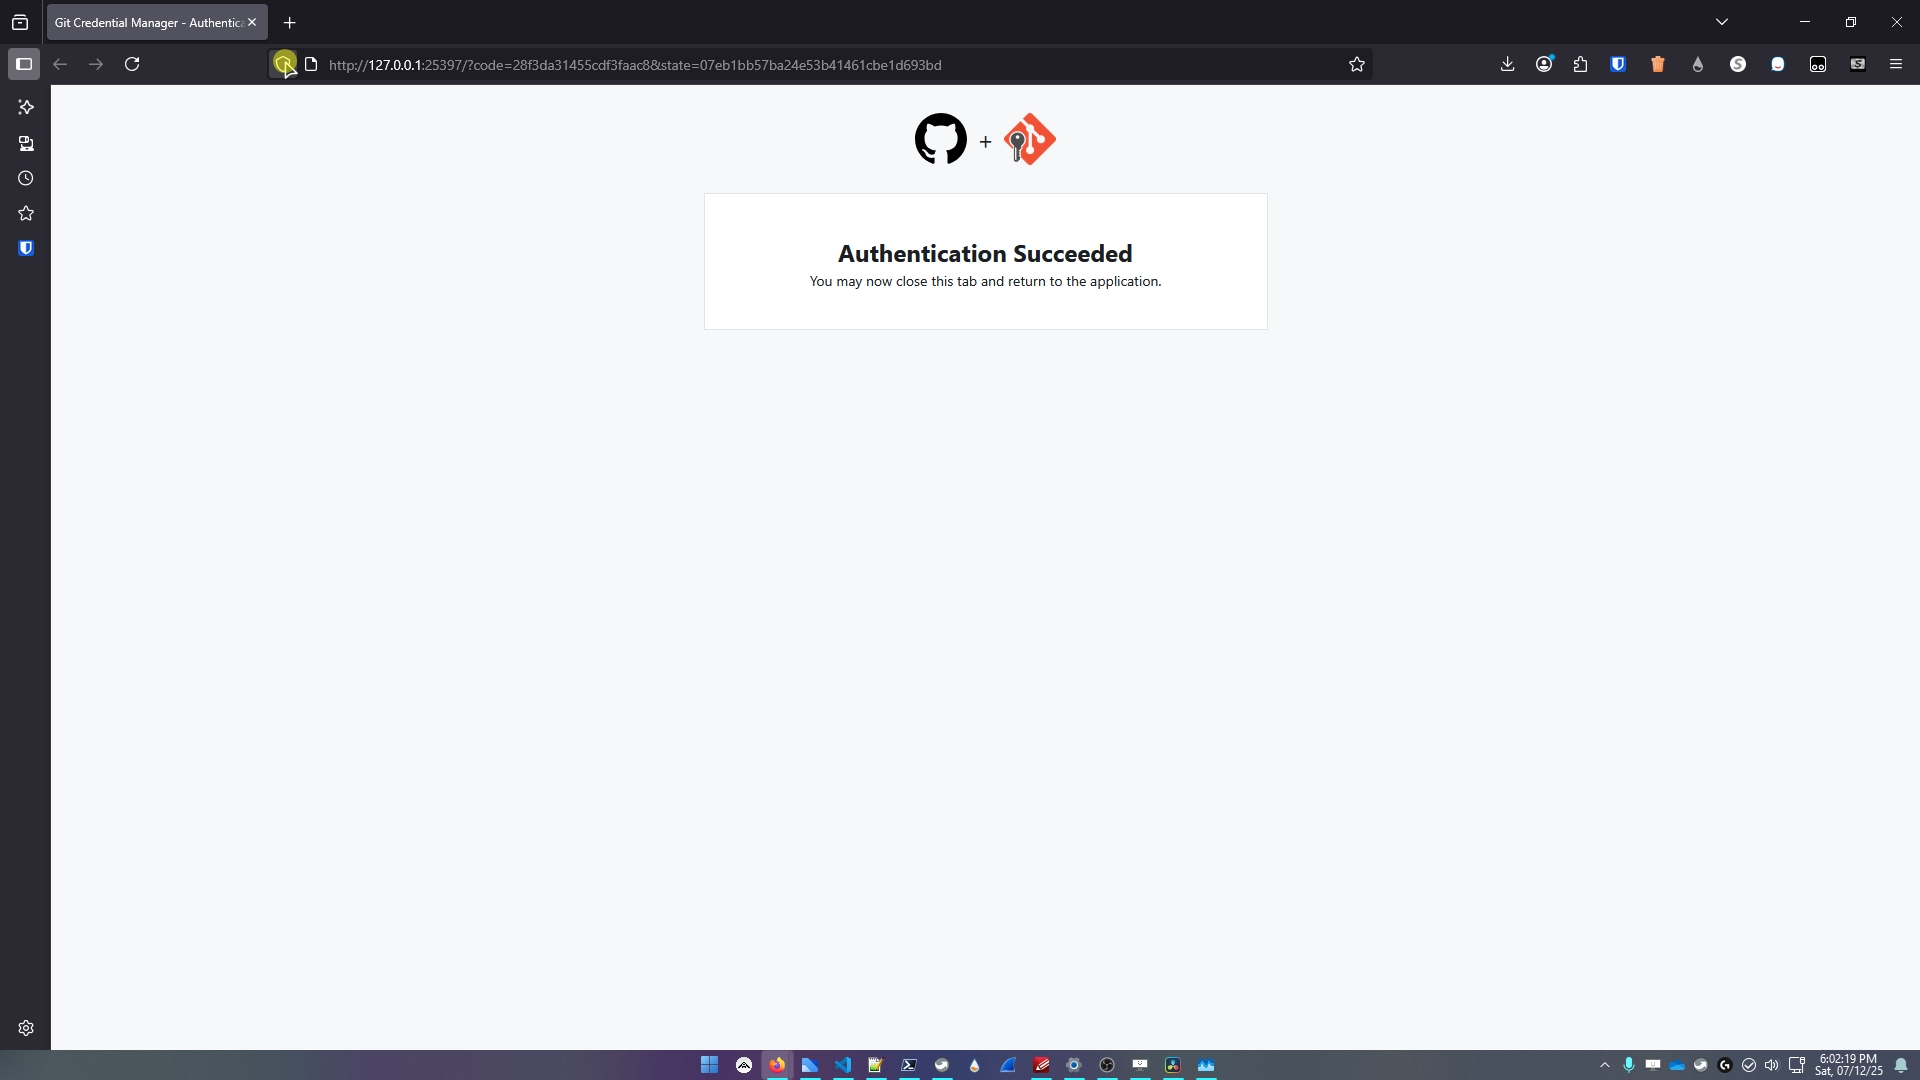 Git Credential Manager - Authentica
http://127.0.0.1:25397/?code=28f3da31455cdf3faac8&state=07eb1bb57ba24e53b41461cbe1d693bd
+
Authentication Succeeded
You may now close this tab and return to the application.
6:02:19 PM
Sat, 07/12/25